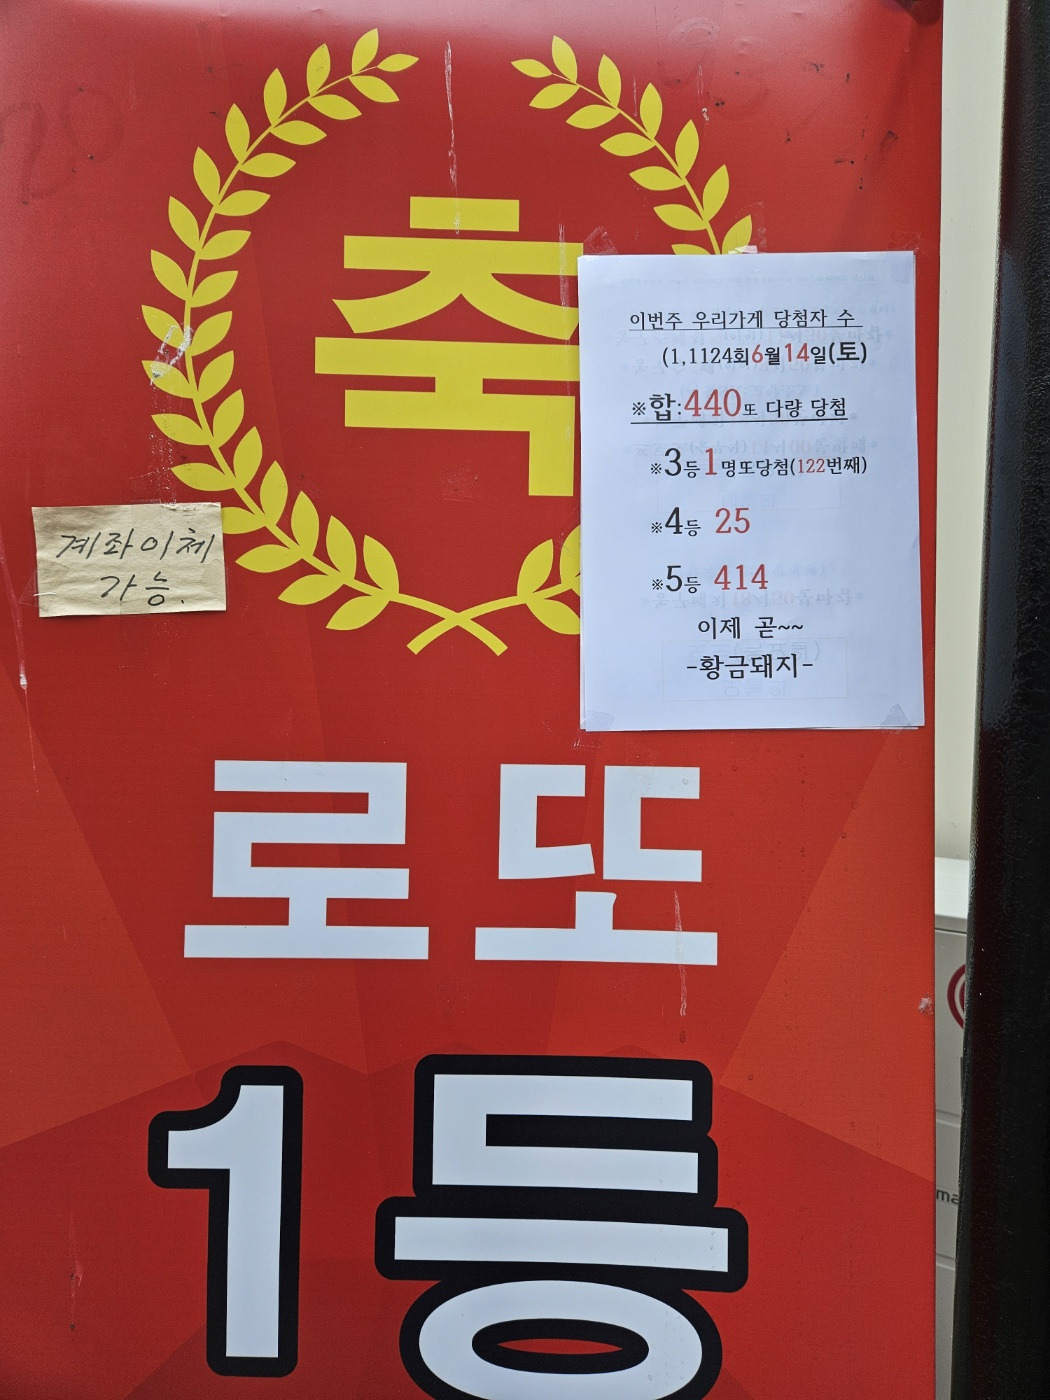 축
이번주 우리가게 당첨자 수
(1,1124회6월14일(토)
※합:440또 다량 당첨
※3등1명또당첨(122번째)
※4등 25
※5등 414
이제 곧~~
-황금돼지-
계좌이체
가능.
로또
1등
ma